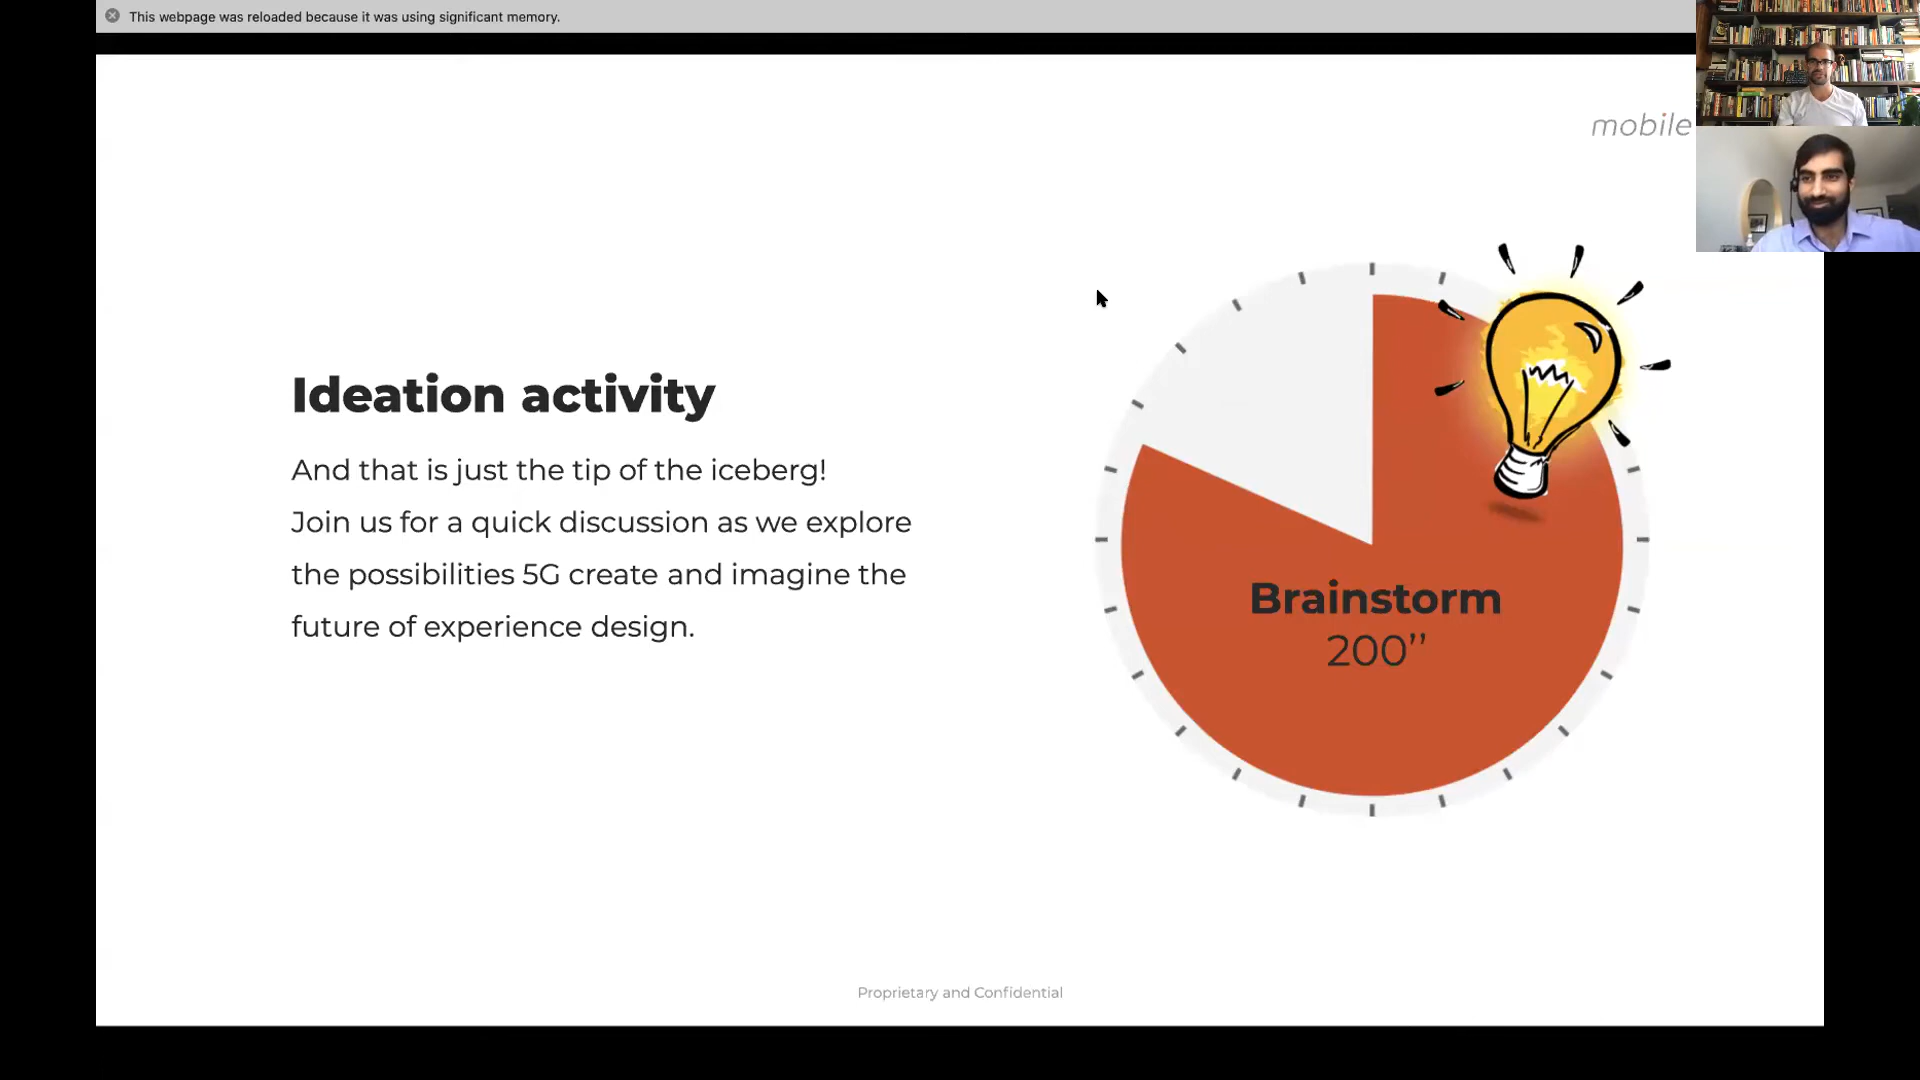 This webpage was reloaded because it was using significant memory.
mobile
Ideation activity
And that is just the tip of the iceberg!
Join us for a quick discussion as we explore
the possibilities 5G create and imagine the
future of experience design.
Brainstorm
200’’
Proprietary and Confidential